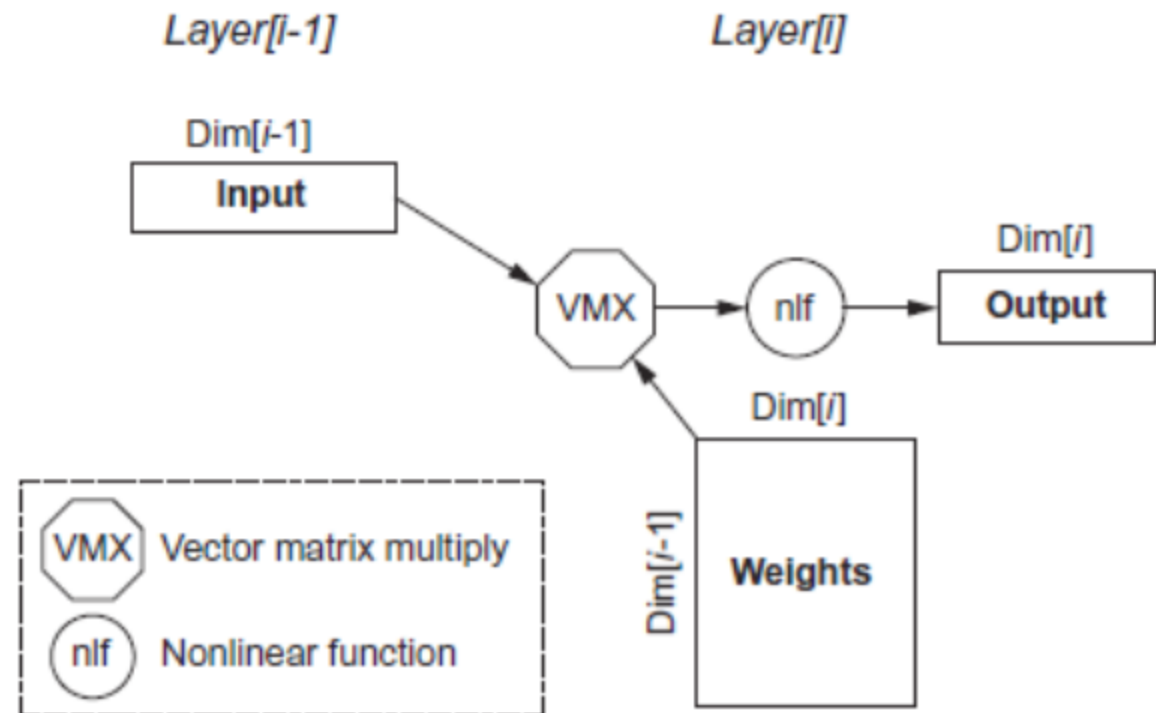 Layer[i-1]
Layer[i]
Dim[i-1]
Input
Dim[i]
VMX
nlf
Output
Dim[i]
Dim[i-1]
Weights
VMX Vector matrix multiply
nlf Nonlinear function